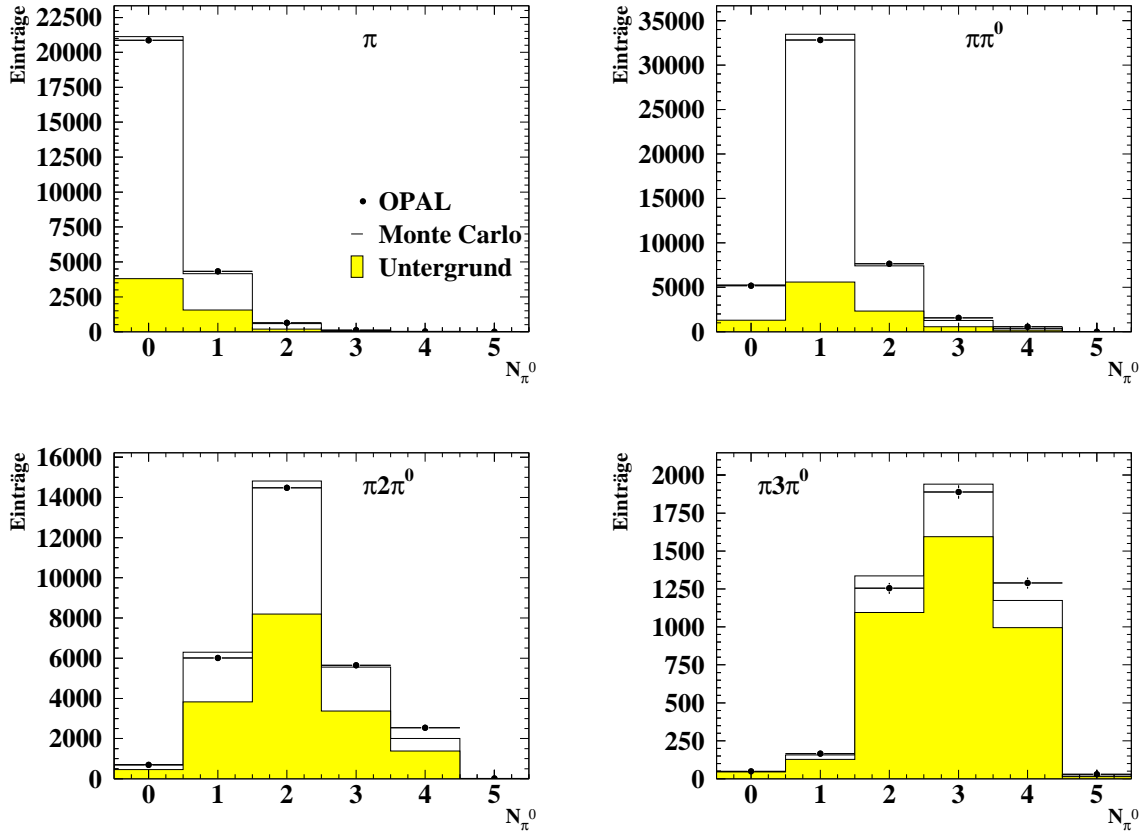 Einträge
π
22500
20000
17500
15000
12500
10000
7500
5000
2500
0
OPAL
Monte Carlo
Untergrund
0 1 2 3 4 5
Nπ0
Einträge
ππ0
35000
30000
25000
20000
15000
10000
5000
0
0 1 2 3 4 5
Nπ0
Einträge
π2π0
16000
14000
12000
10000
8000
6000
4000
2000
0
0 1 2 3 4 5
Nπ0
Einträge
π3π0
2000
1750
1500
1250
1000
750
500
250
0
0 1 2 3 4 5
Nπ0